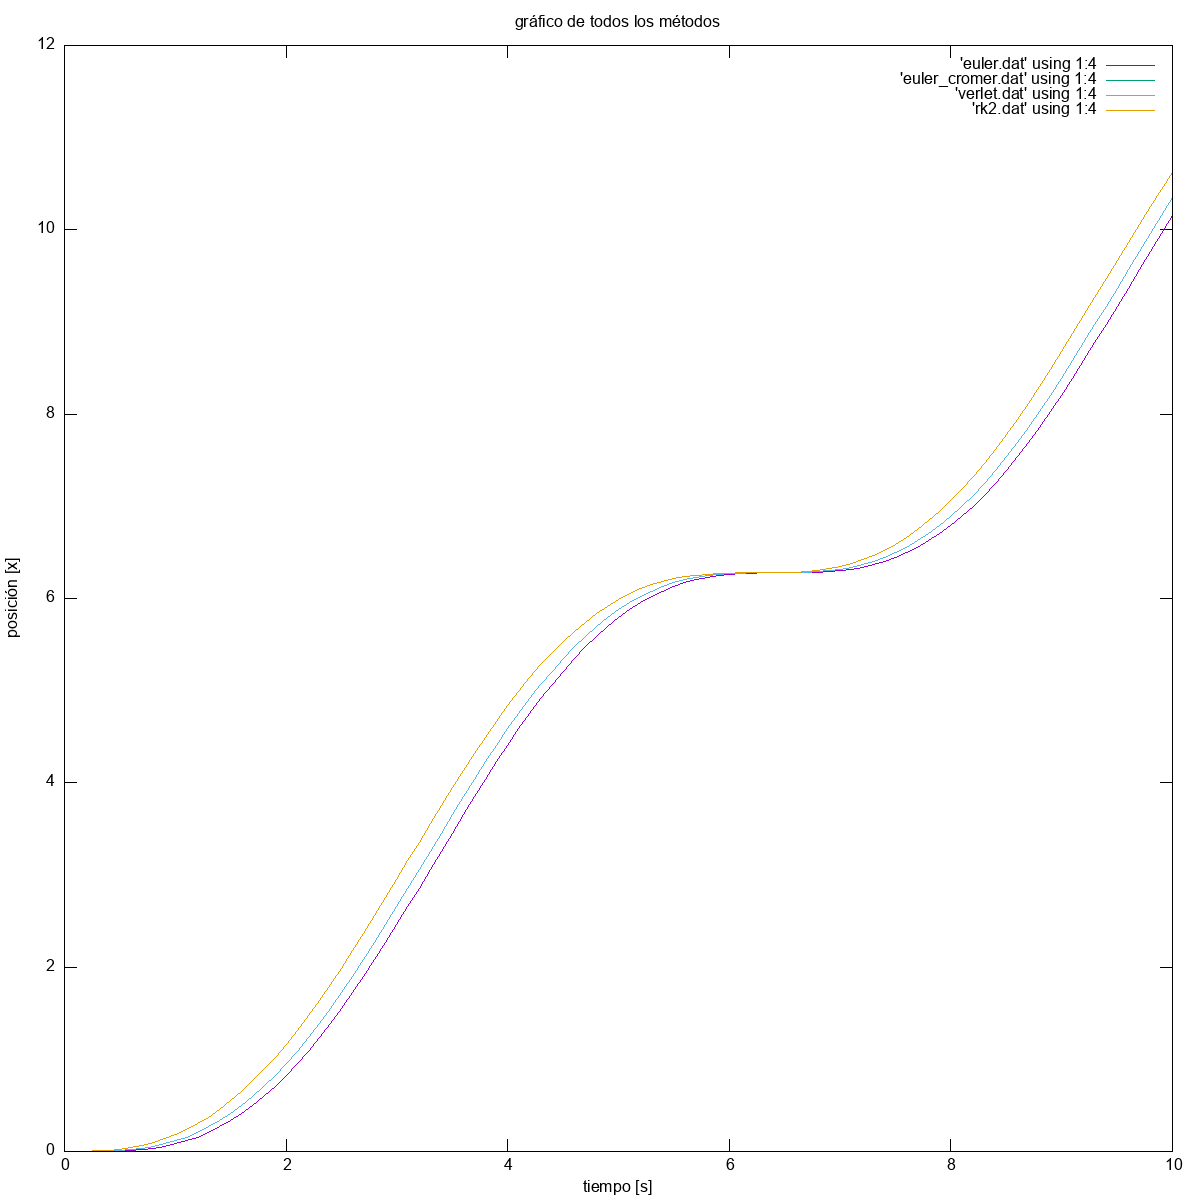 gráfico de todos los métodos
12
10
8
6
4
2
0
'euler.dat' using 1:4
'euler_cromer.dat' using 1:4
'verlet.dat' using 1:4
'rk2.dat' using 1:4
posición [x]
0 2 4 6 8 10
tiempo [s]